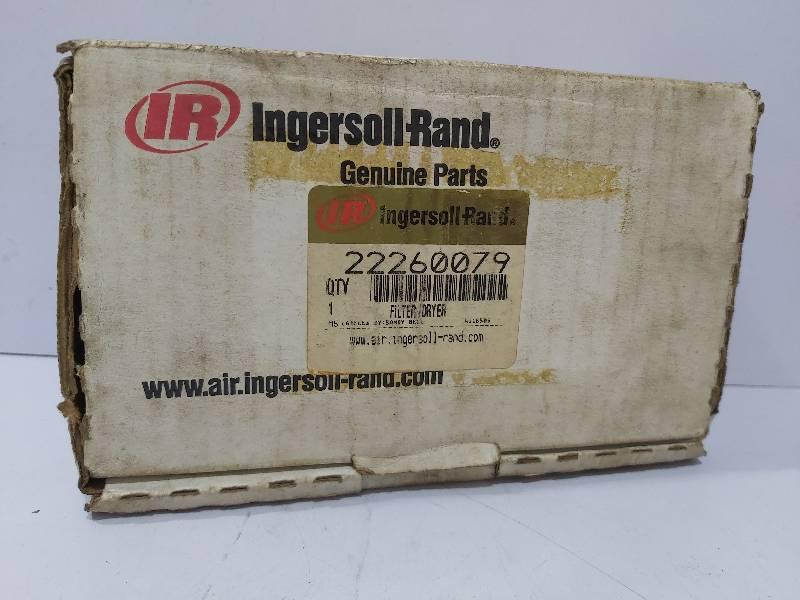 IR Ingersoll-Rand®
Genuine Parts
IR Ingersoll-Rand®
22260079
QTY
1 FILTER/DRYER
www.air.ingersoll-rand.com
www.air.ingersoll-rand.com